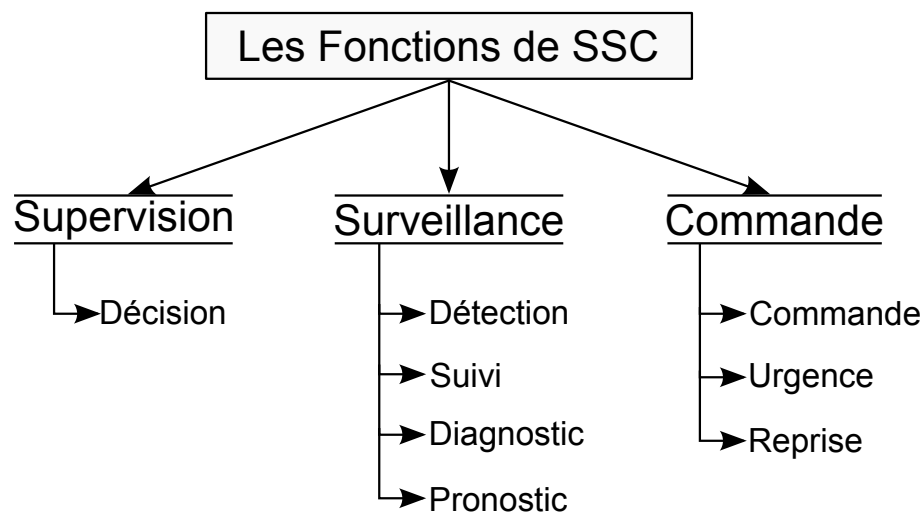 Les Fonctions de SSC
Supervision
Décision
Surveillance
Détection
Suivi
Diagnostic
Pronostic
Commande
Commande
Urgence
Reprise